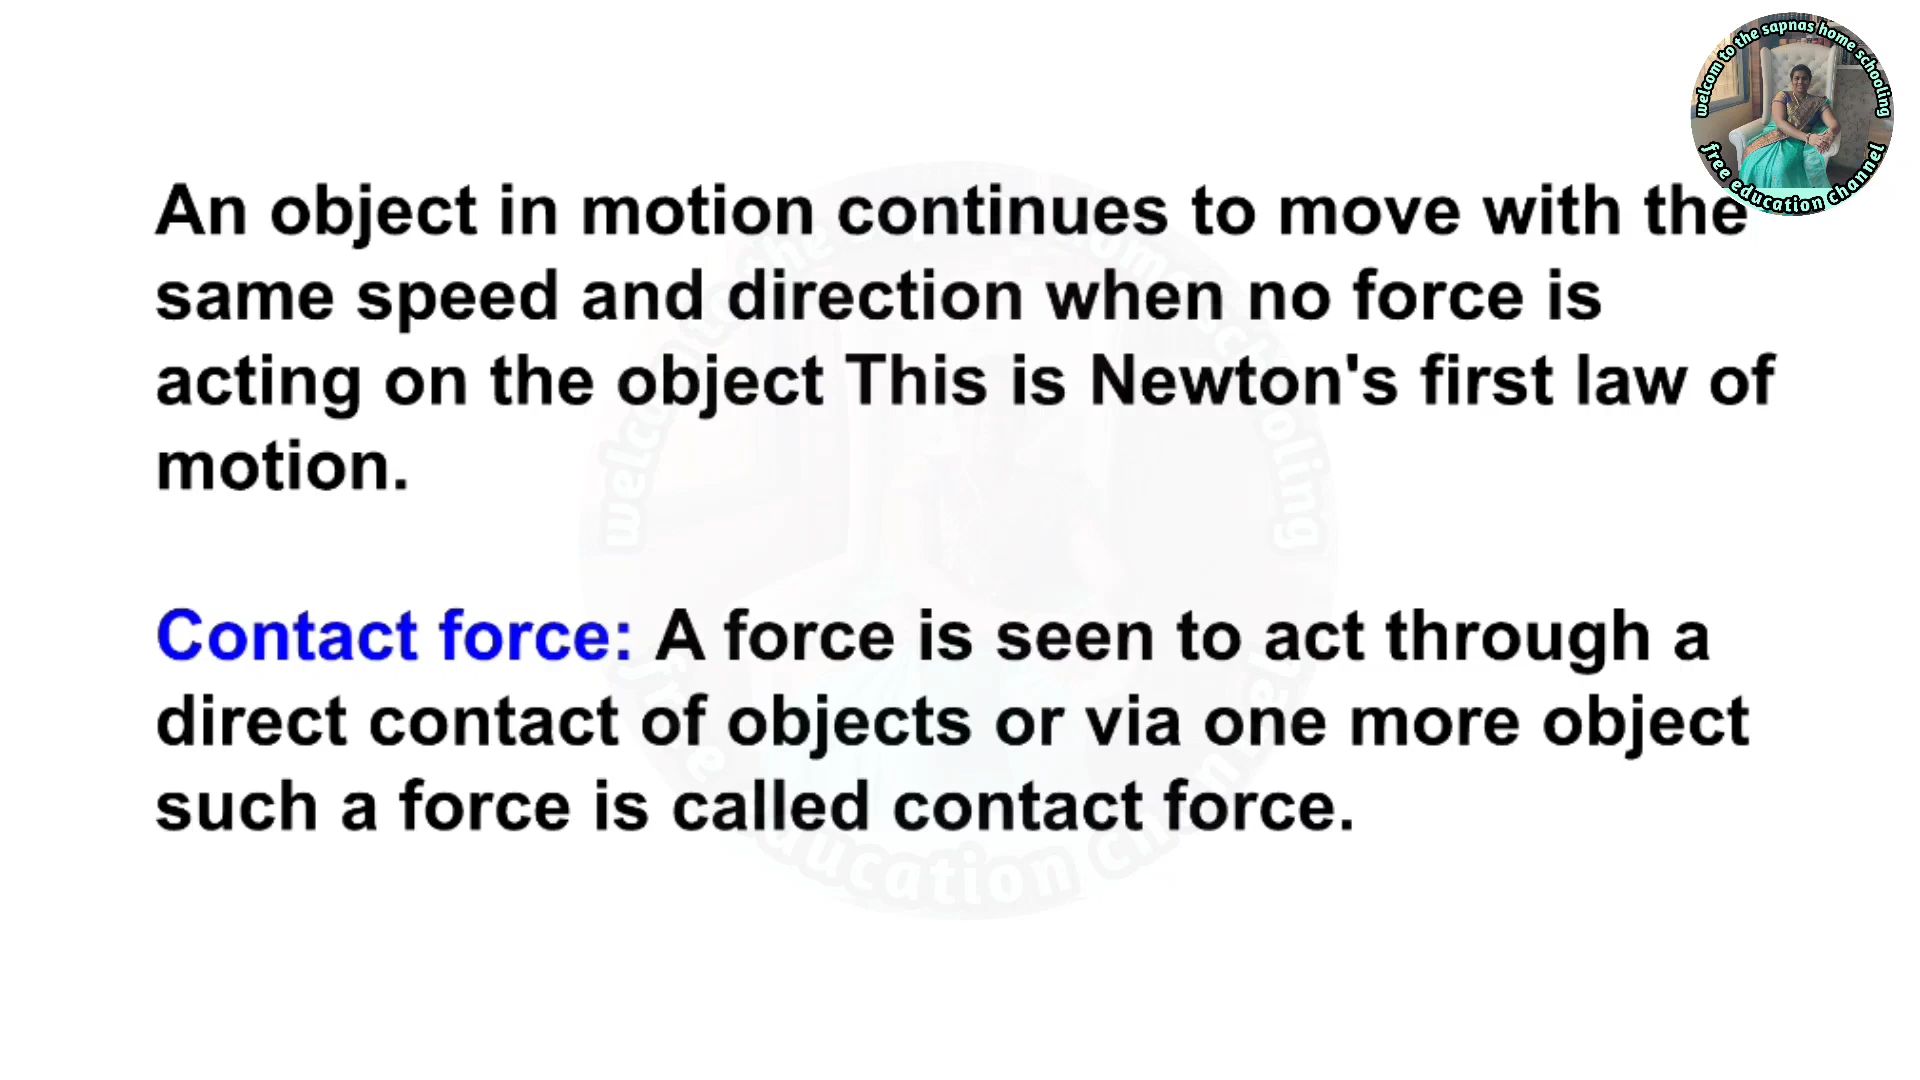 welcom to the sapnas home schooling
free education channel
An object in motion continues to move with the
same speed and direction when no force is
acting on the object This is Newton's first law of
motion.
Contact force: A force is seen to act through a
direct contact of objects or via one more object
such a force is called contact force.